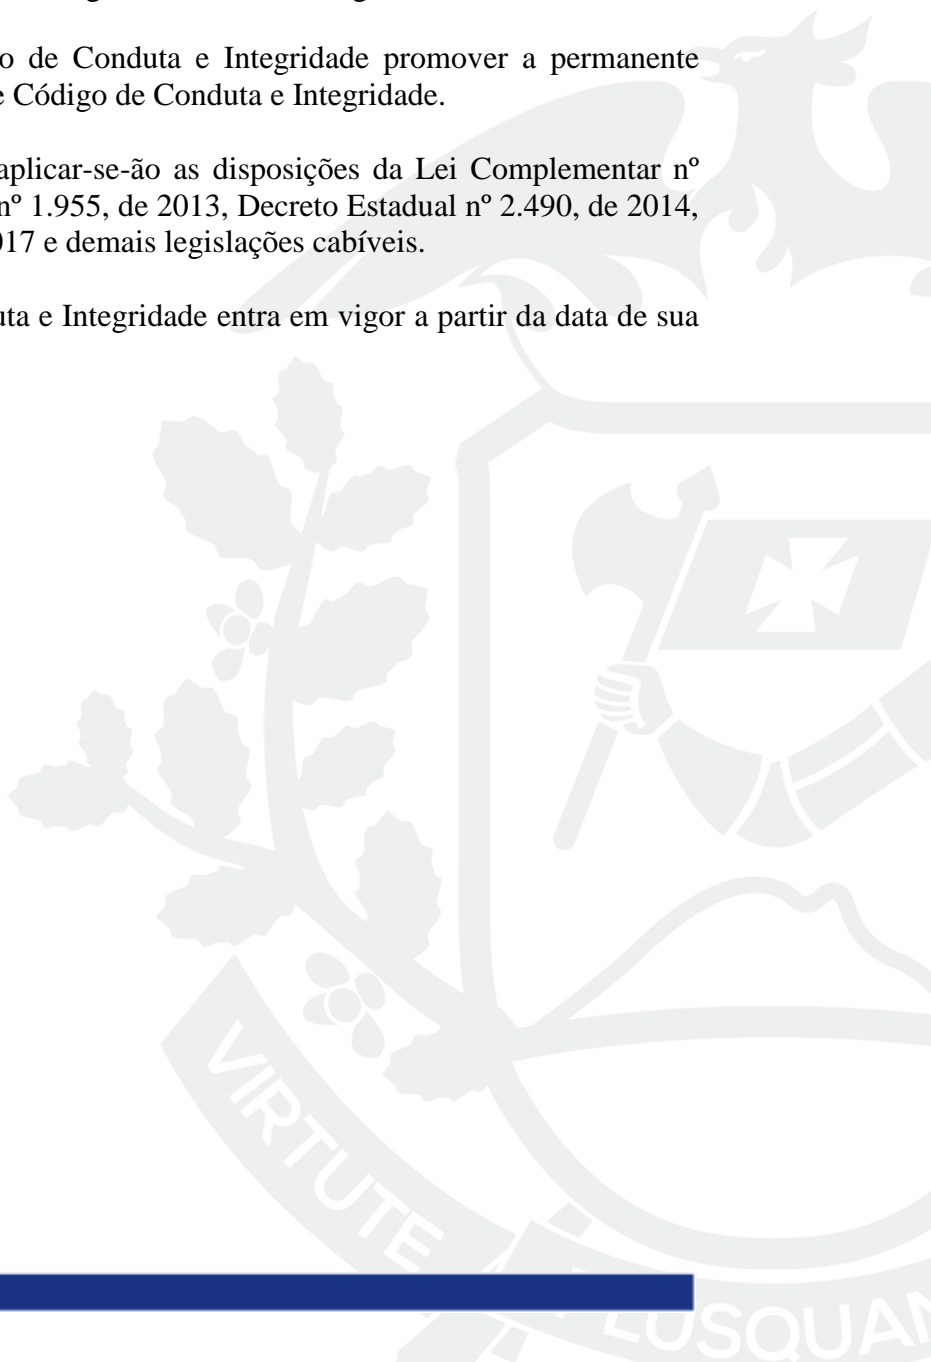 o de Conduta e Integridade promover a permanente
e Código de Conduta e Integridade.
aplicar-se-ão as disposições da Lei Complementar nº
nº 1.955, de 2013, Decreto Estadual nº 2.490, de 2014,
017 e demais legislações cabíveis.
uta e Integridade entra em vigor a partir da data de sua
VIRTUTE
PLUSQUAM